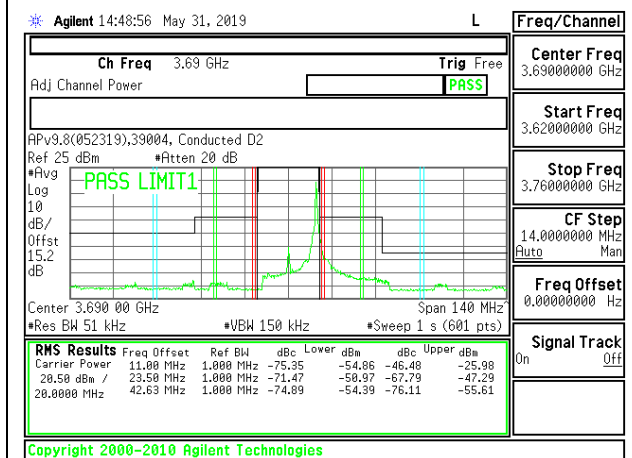 Agilent 14:48:56 May 31, 2019 L
Freq/Channel
Ch Freq 3.69 GHz Trig Free
Adj Channel Power PASS
Center Freq
3.69000000 GHz
Start Freq
3.62000000 GHz
APv9.8(052319),39004, Conducted D2
Ref 25 dBm #Atten 20 dB
#Avg
Log
10
dB/
Offst
15.2
dB
PASS LIMIT1
Stop Freq
3.76000000 GHz
CF Step
14.0000000 MHz
Auto Man
Center 3.690 00 GHz Span 140 MHz
#Res BW 51 kHz #VBW 150 kHz #Sweep 1 s (601 pts)
Freq Offset
0.00000000 Hz
RMS Results Freq Offset Ref BW dBc Lower dBm dBc Upper dBm
Carrier Power 11.00 MHz 1.000 MHz -75.35 -54.86 -46.48 -25.98
20.50 dBm / 23.50 MHz 1.000 MHz -71.47 -50.97 -67.79 -47.29
20.0000 MHz 42.63 MHz 1.000 MHz -74.89 -54.39 -76.11 -55.61
Signal Track
On Off
Copyright 2000-2010 Agilent Technologies